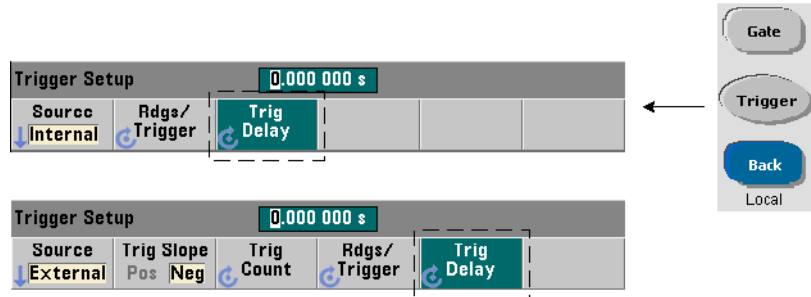 Trigger Setup 0.000 000 s
Source Rdgs/ Trig
Internal Trigger Delay
Gate
Trigger
Back
Local
Trigger Setup 0.000 000 s
Source Trig Slope Trig Rdgs/ Trig
External Pos Neg Count Trigger Delay